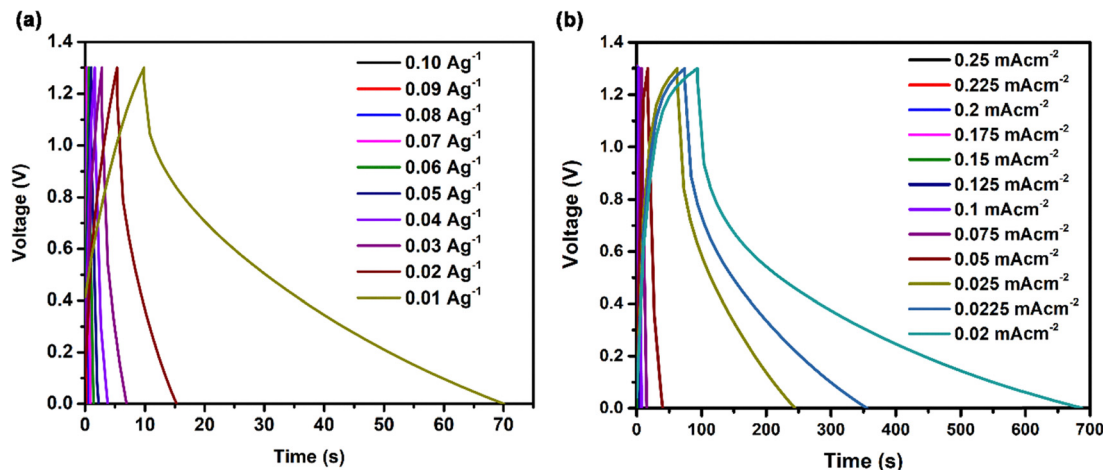 (a)
1.4
1.2
1.0
0.8
0.6
0.4
0.2
0.0
Voltage (V)
0 10 20 30 40 50 60 70
Time (s)
0.10 Ag⁻¹
0.09 Ag⁻¹
0.08 Ag⁻¹
0.07 Ag⁻¹
0.06 Ag⁻¹
0.05 Ag⁻¹
0.04 Ag⁻¹
0.03 Ag⁻¹
0.02 Ag⁻¹
0.01 Ag⁻¹
(b)
1.4
1.2
1.0
0.8
0.6
0.4
0.2
0.0
Voltage (V)
0 100 200 300 400 500 600 700
Time (s)
0.25 mAcm⁻²
0.225 mAcm⁻²
0.2 mAcm⁻²
0.175 mAcm⁻²
0.15 mAcm⁻²
0.125 mAcm⁻²
0.1 mAcm⁻²
0.075 mAcm⁻²
0.05 mAcm⁻²
0.025 mAcm⁻²
0.0225 mAcm⁻²
0.02 mAcm⁻²